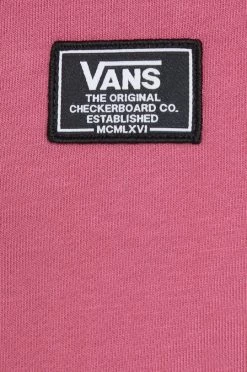 VANS
THE ORIGINAL
CHECKERBOARD CO.
ESTABLISHED
MCMLXVI